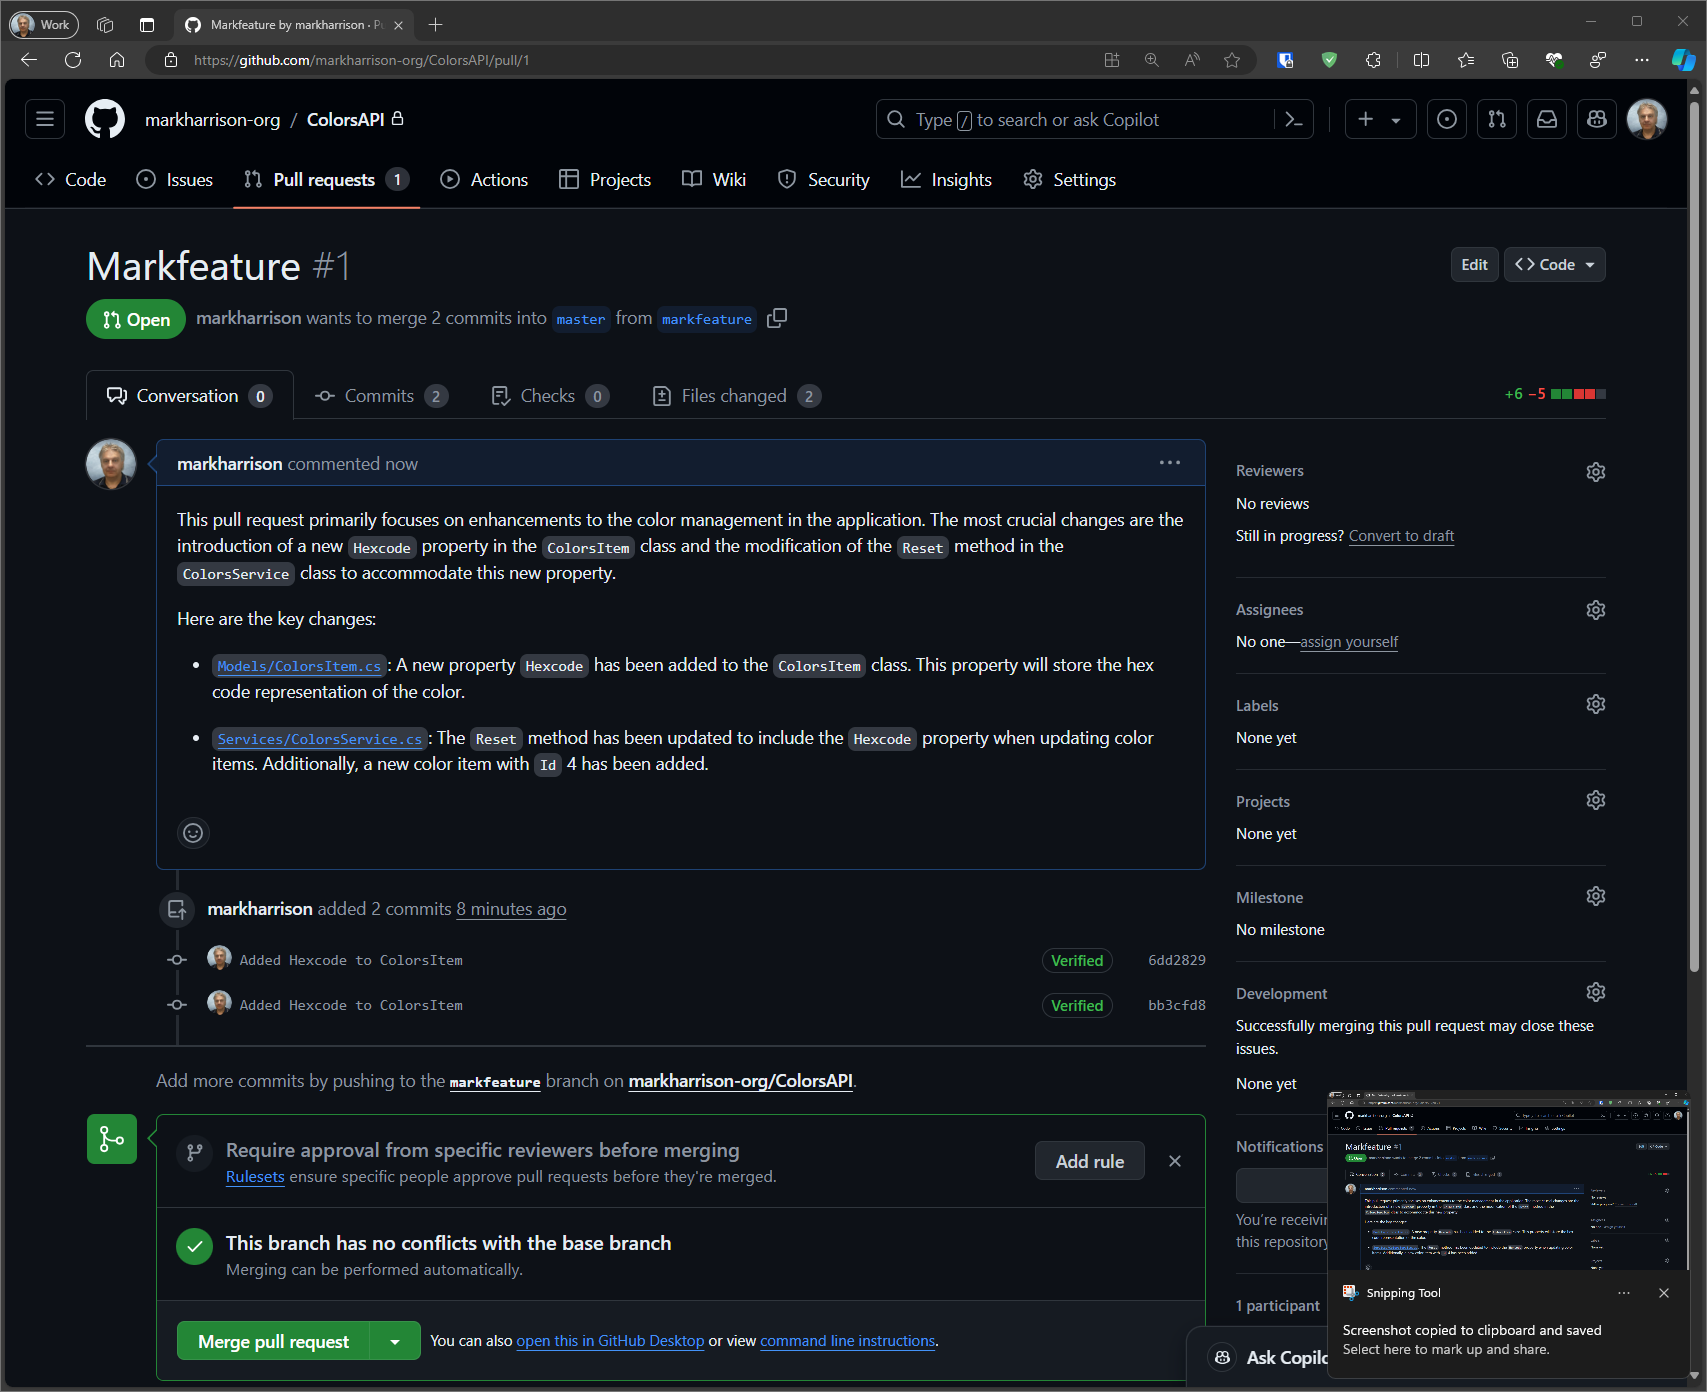 Work
Markfeature by markharrison · Pu
https://github.com/markharrison-org/ColorsAPI/pull/1
markharrison-org / ColorsAPI
Type / to search or ask Copilot
Code
Issues
Pull requests 1
Actions
Projects
Wiki
Security
Insights
Settings
Markfeature #1
Edit
<> Code
Open
markharrison wants to merge 2 commits into master from markfeature
Conversation 0
Commits 2
Checks 0
Files changed 2
+6 −5
markharrison commented now
This pull request primarily focuses on enhancements to the color management in the application. The most crucial changes are the
introduction of a new Hexcode property in the ColorsItem class and the modification of the Reset method in the
ColorsService class to accommodate this new property.
Here are the key changes:
• Models/ColorsItem.cs: A new property Hexcode has been added to the ColorsItem class. This property will store the hex
code representation of the color.
• Services/ColorsService.cs: The Reset method has been updated to include the Hexcode property when updating color
items. Additionally, a new color item with Id 4 has been added.
markharrison added 2 commits 8 minutes ago
Added Hexcode to ColorsItem Verified 6dd2829
Added Hexcode to ColorsItem Verified bb3cfd8
Add more commits by pushing to the markfeature branch on markharrison-org/ColorsAPI.
Require approval from specific reviewers before merging
Rulesets ensure specific people approve pull requests before they're merged.
Add rule
This branch has no conflicts with the base branch
Merging can be performed automatically.
Merge pull request
You can also open this in GitHub Desktop or view command line instructions.
Reviewers
No reviews
Still in progress? Convert to draft
Assignees
No one—assign yourself
Labels
None yet
Projects
None yet
Milestone
No milestone
Development
Successfully merging this pull request may close these
issues.
None yet
Notifications
You're receivin
this repository
1 participant
Ask Copilo
Markfeature #1
Snipping Tool
Screenshot copied to clipboard and saved
Select here to mark up and share.